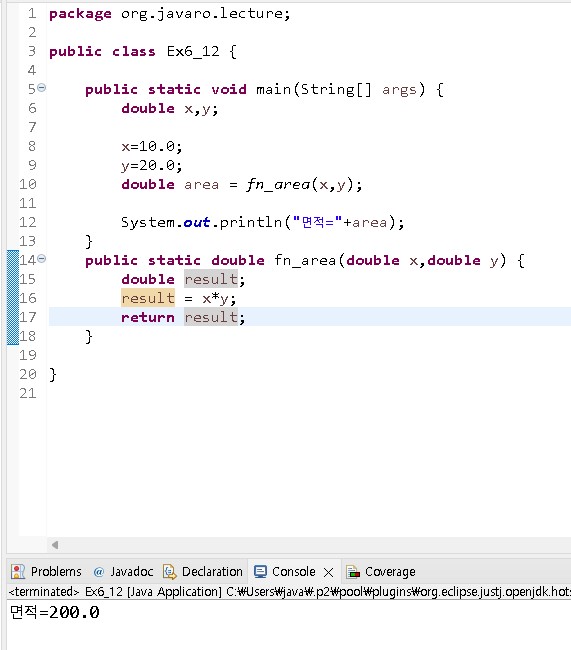 1 package org.javaro.lecture;
2
3 public class Ex6_12 {
4
5 public static void main(String[] args) {
6 double x,y;
7
8 x=10.0;
9 y=20.0;
10 double area = fn_area(x,y);
11
12 System.out.println("면적="+area);
13 }
14 public static double fn_area(double x,double y) {
15 double result;
16 result = x*y;
17 return result;
18 }
19
20 }
21
Problems @ Javadoc Declaration Console Coverage
<terminated> Ex6_12 [Java Application] C:₩Users₩java₩.p2₩pool₩plugins₩org.eclipse.justj.openjdk.hots
면적=200.0